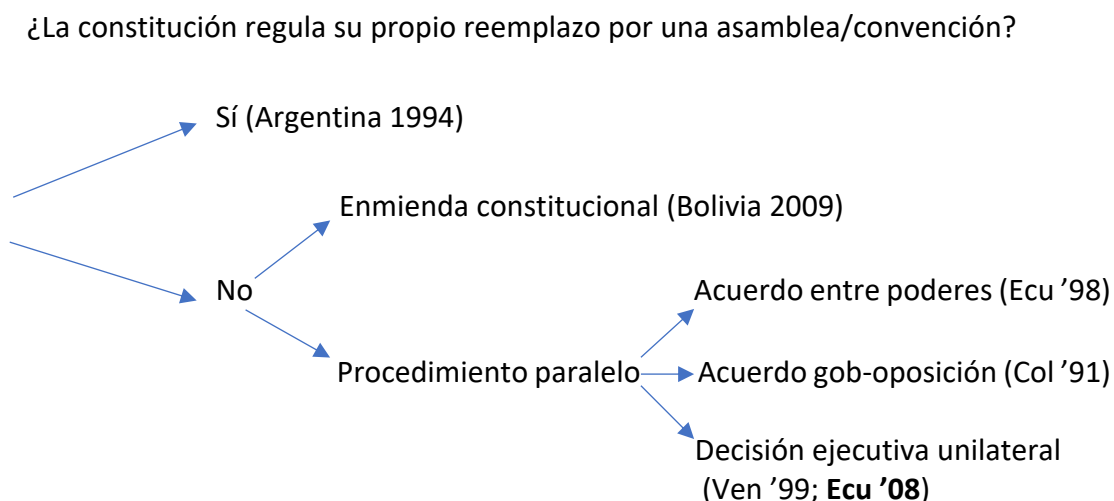 ¿La constitución regula su propio reemplazo por una asamblea/convención?
Sí (Argentina 1994)
Enmienda constitucional (Bolivia 2009)
No
Acuerdo entre poderes (Ecu ’98)
Procedimiento paralelo
Acuerdo gob-oposición (Col ’91)
Decisión ejecutiva unilateral
(Ven ’99; Ecu ’08)